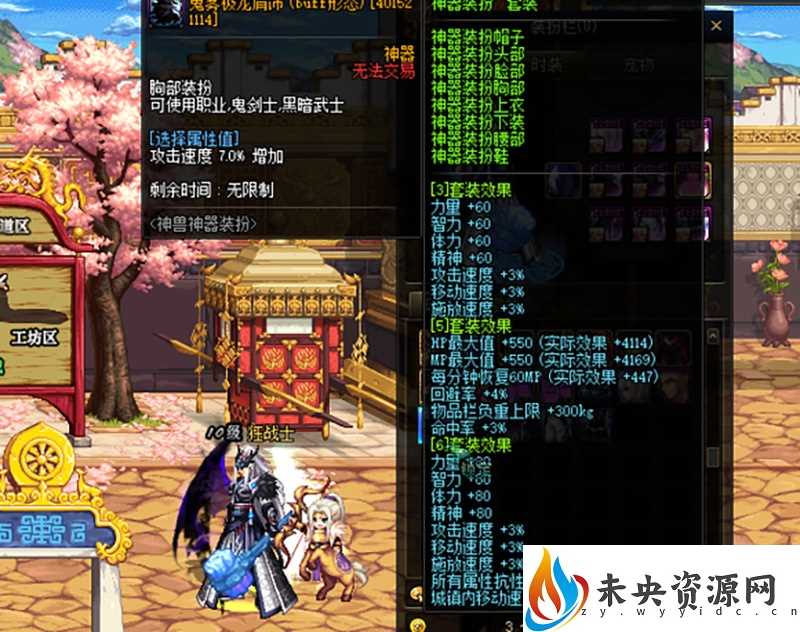 鬼雾极龙肩饰（buff形态）[40152
1114]
神器
无法交易
胸部装扮
可使用职业,鬼剑士,黑暗武士
[选择属性值]
攻击速度 7.0% 增加
剩余时间：无限制
<神兽神器装扮>
神器装扮 套装
神器装扮帽子
神器装扮头部
神器装扮脸部
神器装扮胸部
神器装扮上衣
神器装扮下装
神器装扮腰部
神器装扮鞋
[3]套装效果
力量 +60
智力 +60
体力 +60
精神 +60
攻击速度 +3%
移动速度 +3%
施放速度 +3%
[5]套装效果
HP最大值 +550 (实际效果 +4114)
MP最大值 +550 (实际效果 +4169)
每分钟恢复60MP (实际效果 +447)
回避率 +4%
物品栏负重上限 +300kg
命中率 +3%
[6]套装效果
力量 +80
智力 +80
体力 +80
精神 +80
攻击速度 +3%
移动速度 +3%
施放速度 +3%
所有属性抗性
城镇内移动速
装扮栏(0)
时装
宠物
道区
工坊区
10级 狂战士
未央资源网
zy.wyyidc.cn